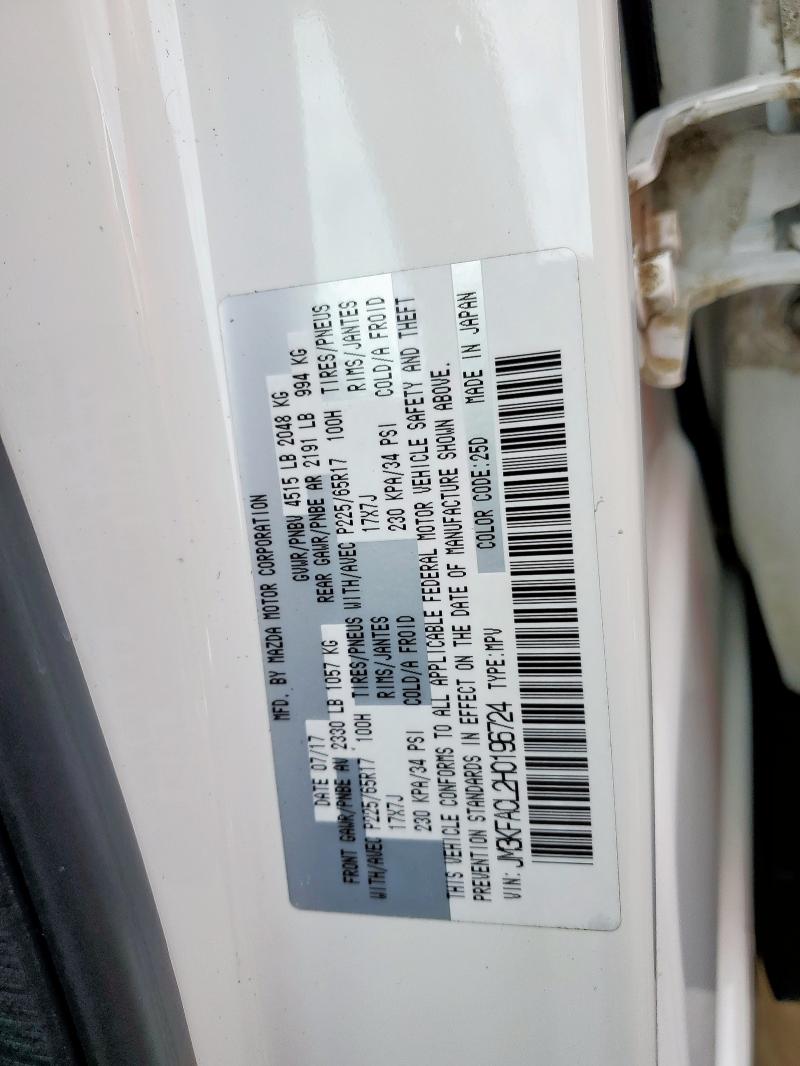 MFD. BY MAZDA MOTOR CORPORATION
DATE 07/17 GVWR/PNBV 4515 LB 2048 KG
FRONT GAWR/PNBE AV 2330 LB 1057 KG REAR GAWR/PNBE AR 2191 LB 994 KG
WITH/AVEC P225/65R17 100H TIRES/PNEUS WITH/AVEC P225/65R17 100H TIRES/PNEUS
17X7J RIMS/JANTES 17X7J RIMS/JANTES
230 KPA/34 PSI COLD/A FROID 230 KPA/34 PSI COLD/A FROID
THIS VEHICLE CONFORMS TO ALL APPLICABLE FEDERAL MOTOR VEHICLE SAFETY AND THEFT
PREVENTION STANDARDS IN EFFECT ON THE DATE OF MANUFACTURE SHOWN ABOVE.
VIN: JM3KFACL2H0196724 TYPE:MPV COLOR CODE:25D MADE IN JAPAN